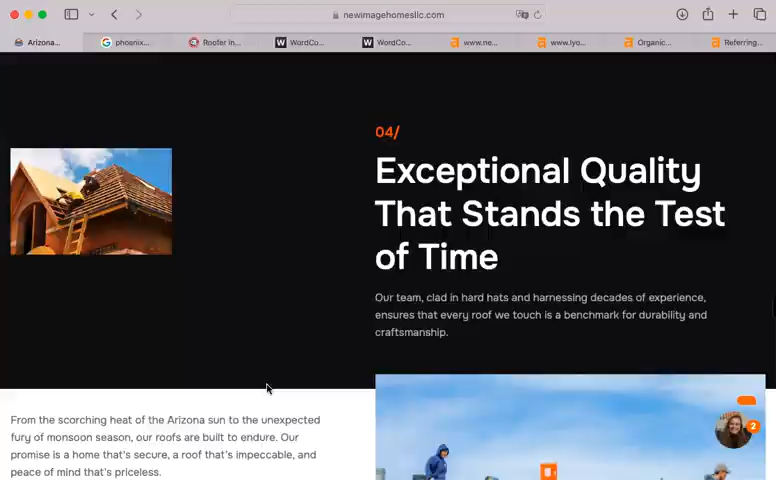 newimagehomesllc.com
Arizona...
phoenix...
Roofer in...
WordCo...
WordCo...
www.ne...
www.lyo...
Organic...
Referring...
04/
Exceptional Quality
That Stands the Test
of Time
Our team, clad in hard hats and harnessing decades of experience,
ensures that every roof we touch is a benchmark for durability and
craftsmanship.
From the scorching heat of the Arizona sun to the unexpected
fury of monsoon season, our roofs are built to endure. Our
promise is a home that's secure, a roof that's impeccable, and
peace of mind that's priceless.
2